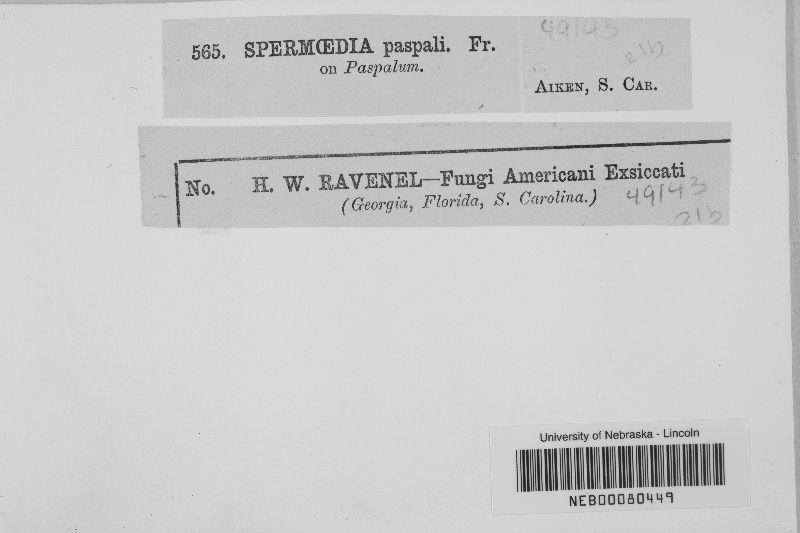 565. SPERMŒDIA paspali. Fr.
on Paspalum.
49143
21b
AIKEN, S. CAR.
No. H. W. RAVENEL—Fungi Americani Exsiccati
(Georgia, Florida, S. Carolina.)
49143
21b
University of Nebraska - Lincoln
NEB00080449